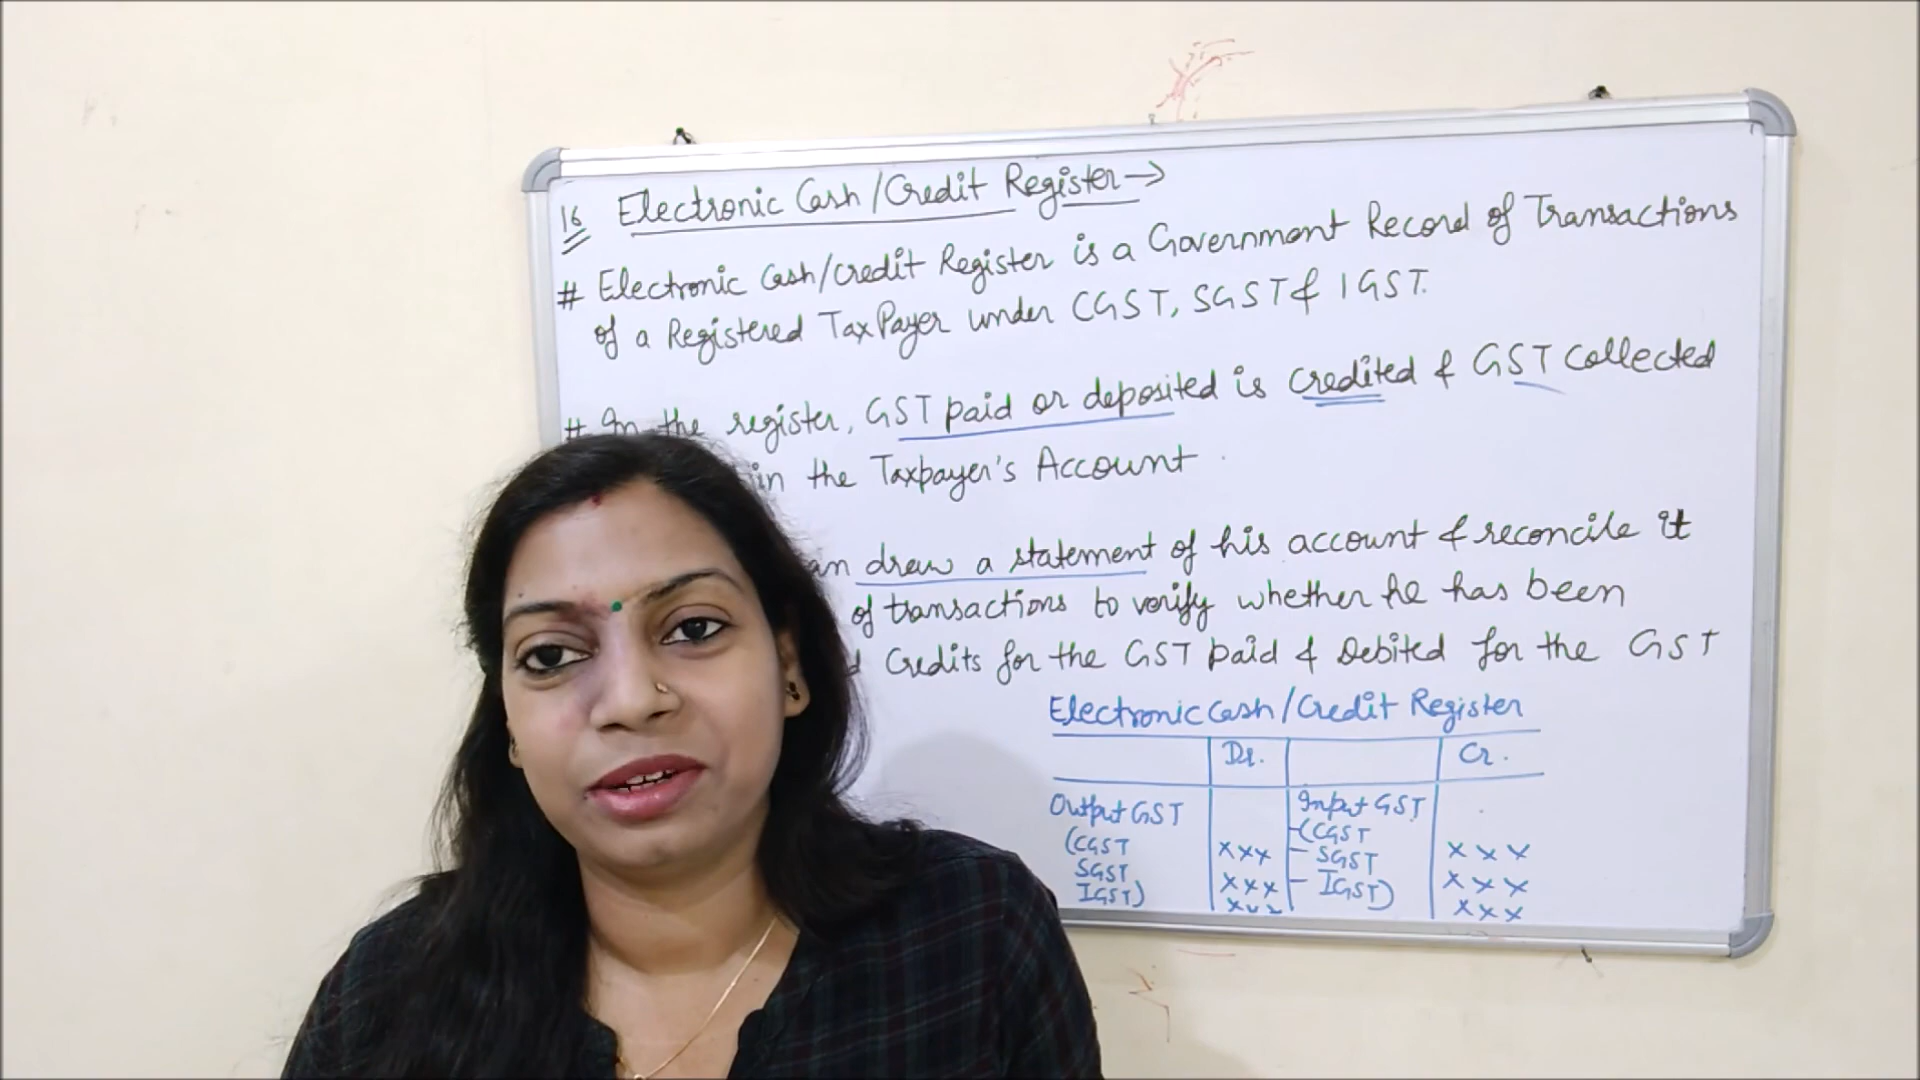 16 Electronic Cash/Credit Register→
# Electronic Cash/Credit Register is a Government Record of Transactions
of a Registered Tax Payer under CGST, SGST & IGST.
# In the register, GST paid or deposited is credited & GST collected
in the Taxpayer's Account
an draw a statement of his account & reconcile it
of transactions to verify whether he has been
d Credits for the GST paid & Debited for the GST
Electronic Cash/Credit Register
Dr. Cr.
Output GST Input GST
(CGST xxx -(CGST xxx
SGST xxx - SGST xxx
IGST) xxx - IGST) xxx